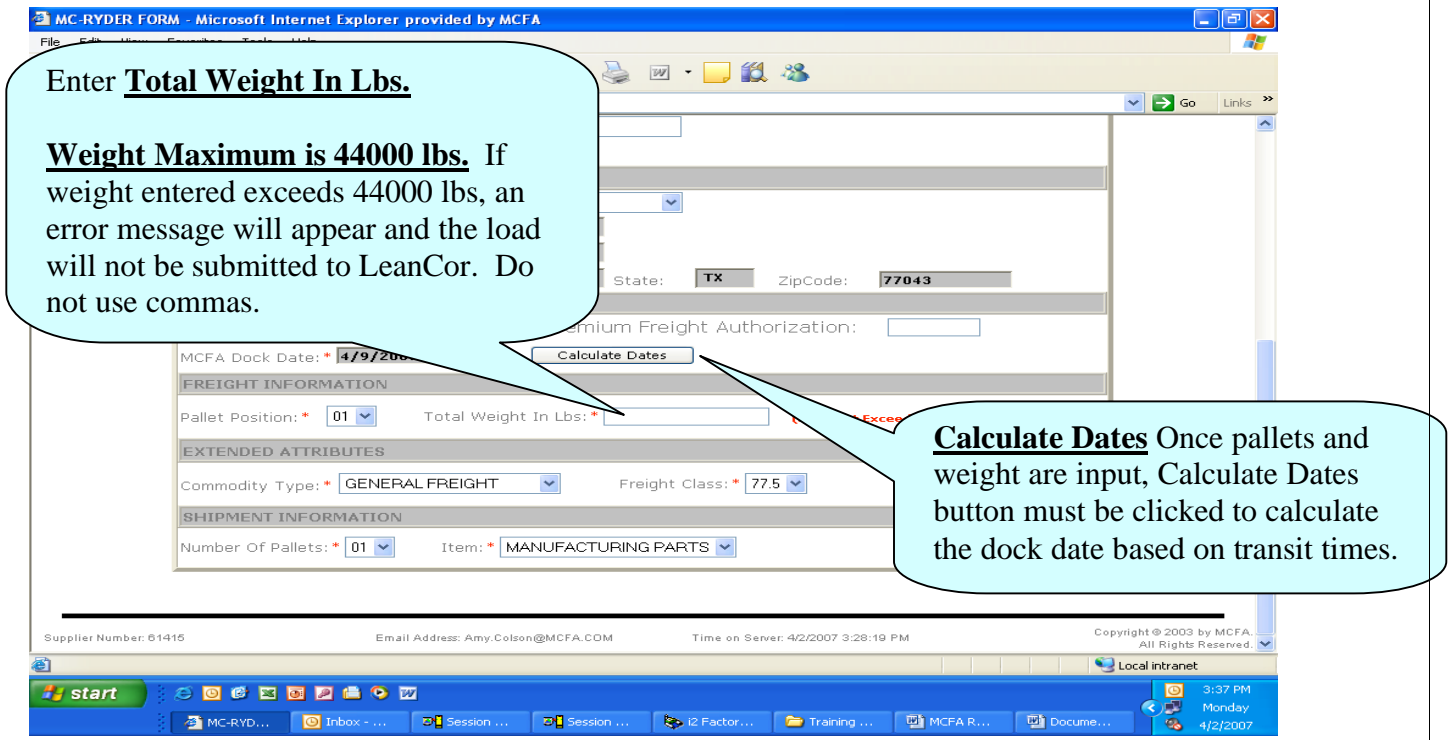 MC-RYDER FORM - Microsoft Internet Explorer provided by MCFA
Enter Total Weight In Lbs.
Weight Maximum is 44000 lbs. If
weight entered exceeds 44000 lbs, an
error message will appear and the load
will not be submitted to LeanCor. Do
not use commas.
Go Links »
State: TX ZipCode: 77043
Freight Authorization:
MCFA Dock Date: * Calculate Dates
FREIGHT INFORMATION
Pallet Position: * 01 Total Weight In Lbs: *
EXTENDED ATTRIBUTES
Commodity Type: * GENERAL FREIGHT Freight Class: * 77.5
SHIPMENT INFORMATION
Number Of Pallets: * 01 Item: * MANUFACTURING PARTS
Calculate Dates Once pallets and
weight are input, Calculate Dates
button must be clicked to calculate
the dock date based on transit times.
Supplier Number: 61415 Email Address: Amy.Colson@MCFA.COM Time on Server: 4/2/2007 3:28:19 PM Copyright © 2003 by MCFA.
All Rights Reserved.
Local intranet
start
MC-RYD... Inbox - ... Session ... Session ... i2 Factor... Training ... MCFA R... Docume...
3:37 PM
Monday
4/2/2007